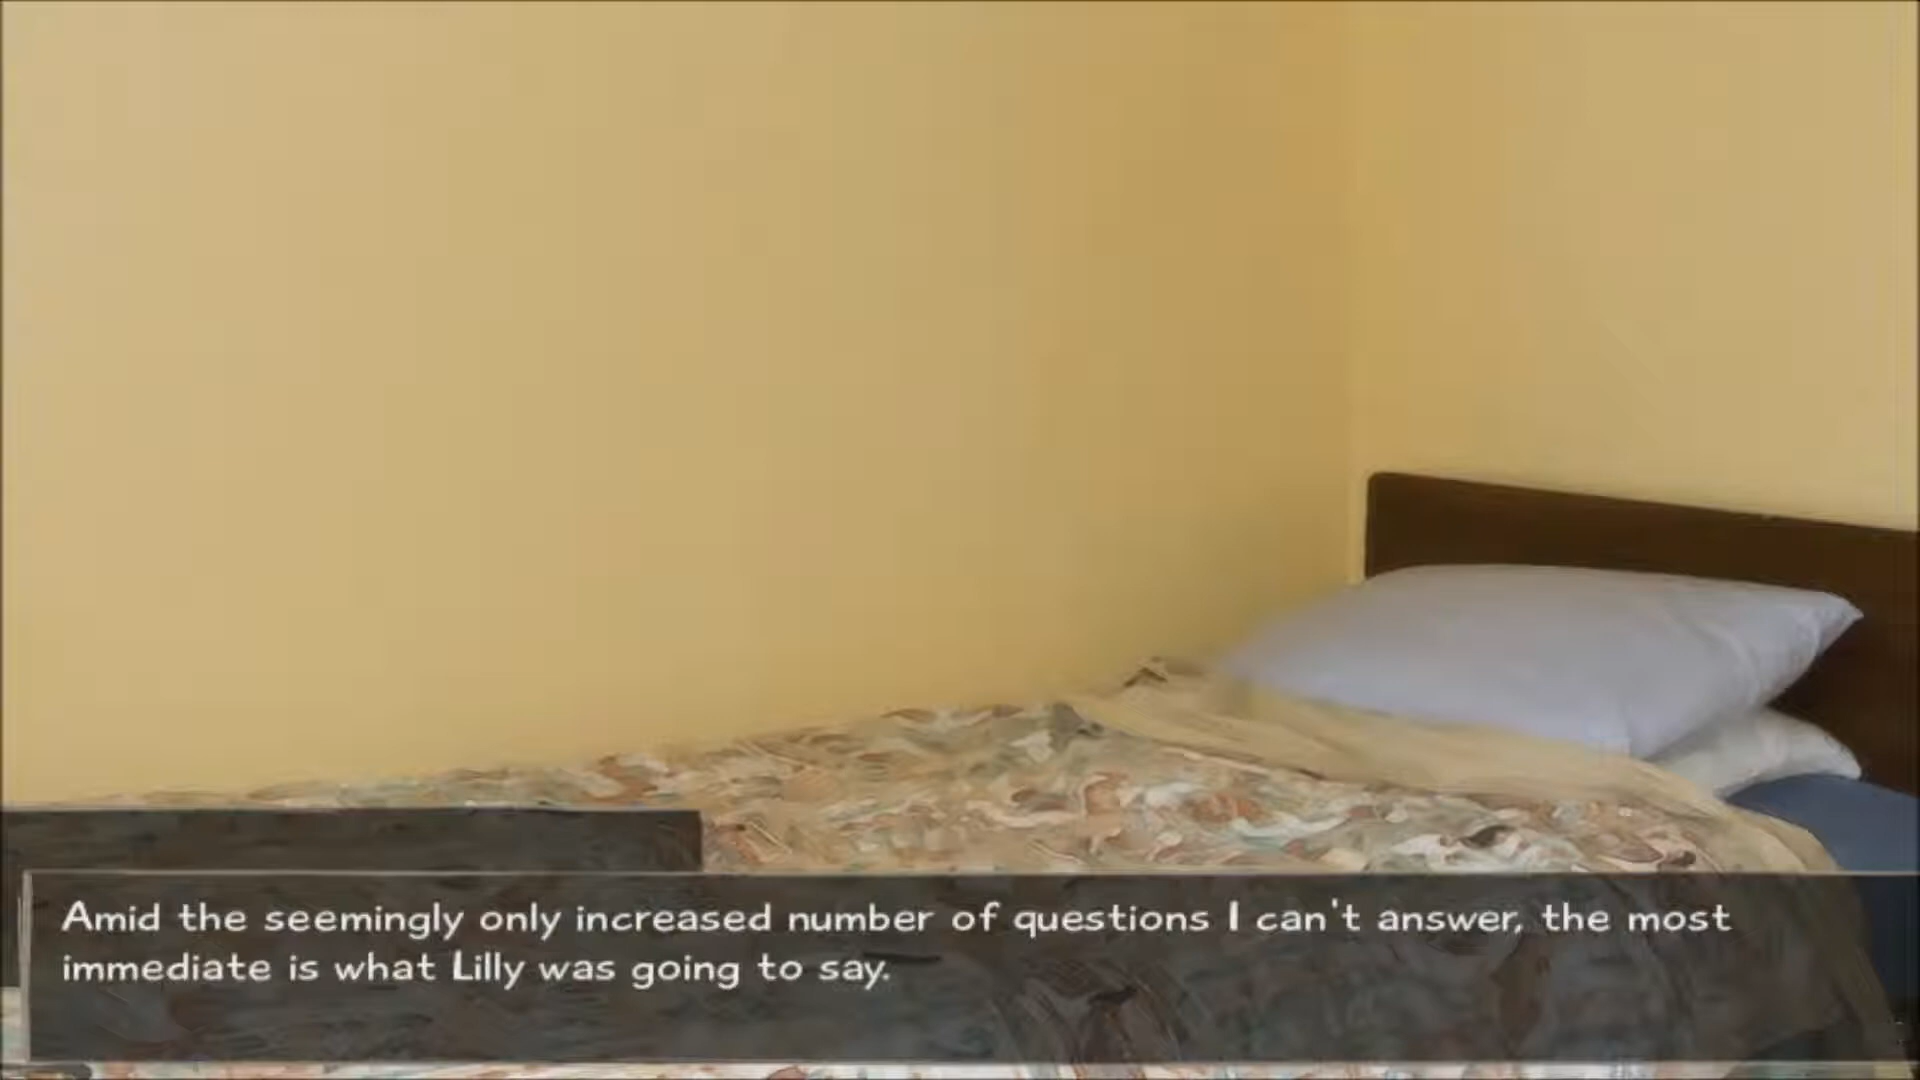 Amid the seemingly only increased number of questions I can't answer, the most
immediate is what Lilly was going to say.